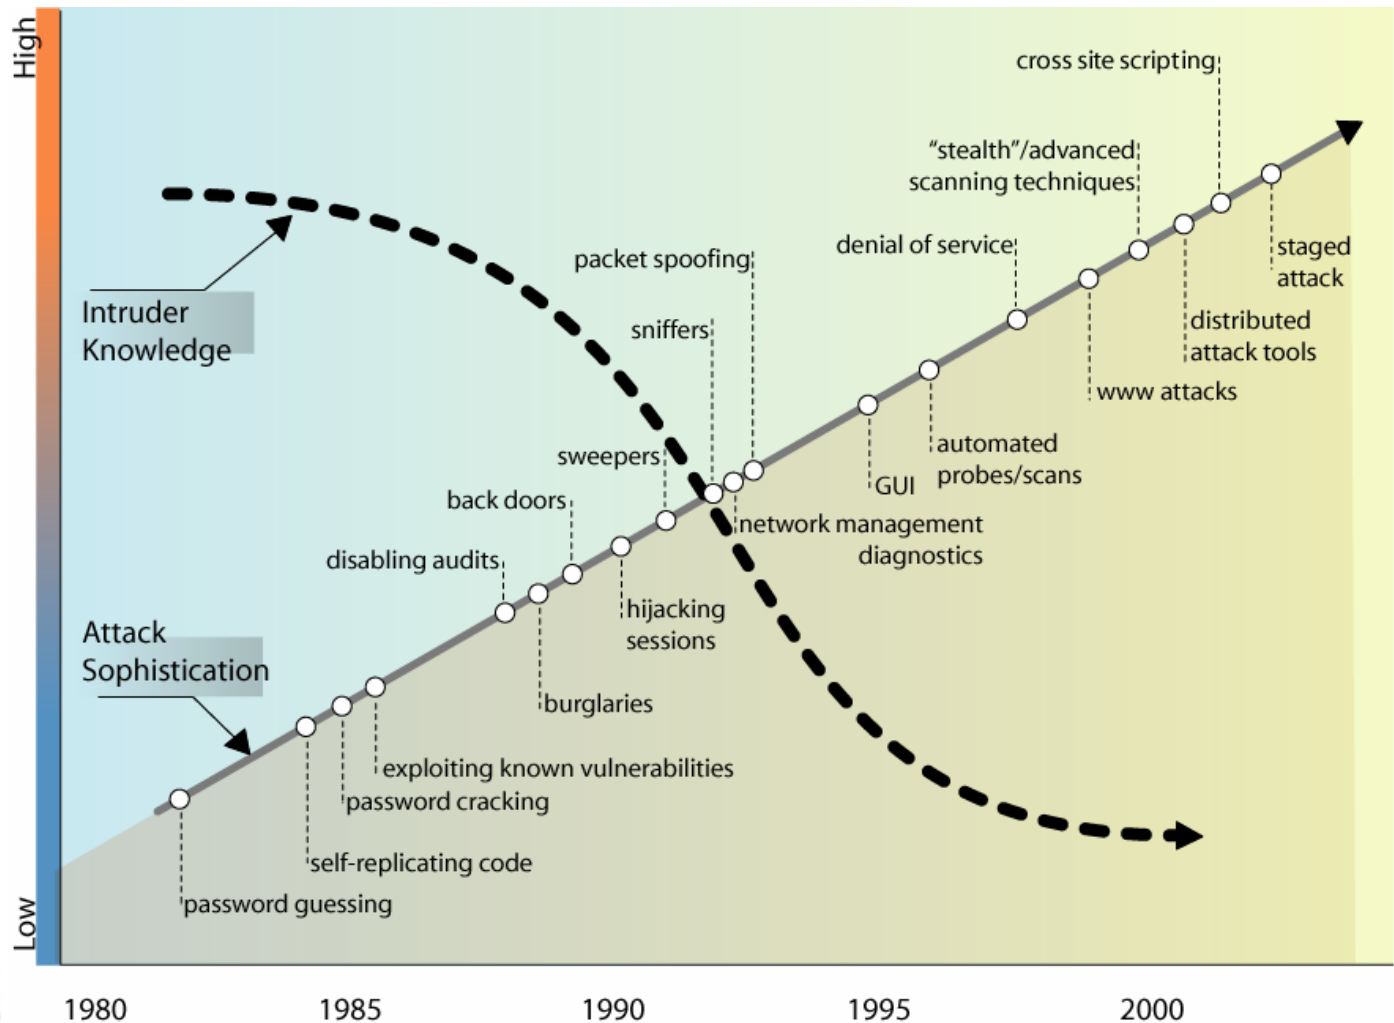 High
cross site scripting
“stealth”/advanced
scanning techniques
packet spoofing
denial of service
staged
attack
Intruder
Knowledge
sniffers
distributed
attack tools
www attacks
sweepers
automated
probes/scans
GUI
back doors
network management
diagnostics
disabling audits
hijacking
sessions
Attack
Sophistication
burglaries
exploiting known vulnerabilities
password cracking
self-replicating code
password guessing
Low
1980
1985
1990
1995
2000